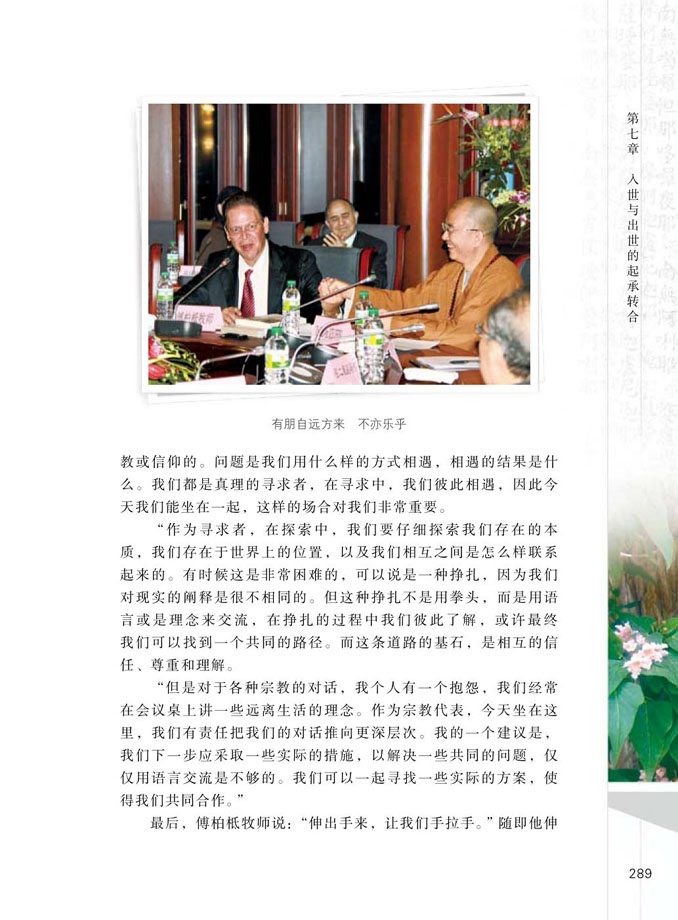 第七章 入世与出世的起承转合
有朋自远方来 不亦乐乎
教或信仰的。问题是我们用什么样的方式相遇，相遇的结果是什
么。我们都是真理的寻求者，在寻求中，我们彼此相遇，因此今
天我们能坐在一起，这样的场合对我们非常重要。
“作为寻求者，在探索中，我们要仔细探索我们存在的本
质，我们存在于世界上的位置，以及我们相互之间是怎么样联系
起来的。有时候这是非常困难的，可以说是一种挣扎，因为我们
对现实的阐释是很不相同的。但这种挣扎不是用拳头，而是用语
言或是理念来交流，在挣扎的过程中我们彼此了解，或许最终
我们可以找到一个共同的路径。而这条道路的基石，是相互的信
任、尊重和理解。
“但是对于各种宗教的对话，我个人有一个抱怨，我们经常
在会议桌上讲一些远离生活的理念。作为宗教代表，今天坐在这
里，我们有责任把我们的对话推向更深层次。我的一个建议是，
我们下一步应采取一些实际的措施，以解决一些共同的问题，仅
仅用语言交流是不够的。我们可以一起寻找一些实际的方案，使
得我们共同合作。”
最后，傅柏柢牧师说：“伸出手来，让我们手拉手。”随即他伸
289